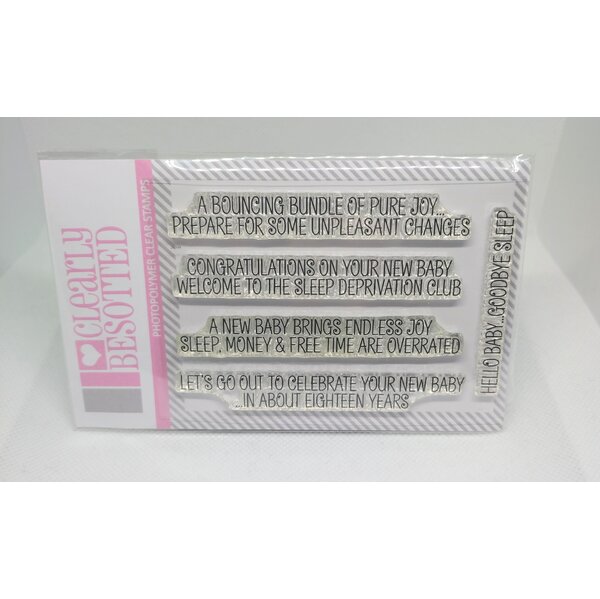 CLEARLY
BESOTTED
PHOTOPOLYMER CLEAR STAMPS
A BOUNCING BUNDLE OF PURE JOY...
PREPARE FOR SOME UNPLEASANT CHANGES
CONGRATULATIONS ON YOUR NEW BABY
WELCOME TO THE SLEEP DEPRIVATION CLUB
A NEW BABY BRINGS ENDLESS JOY
SLEEP, MONEY & FREE TIME ARE OVERRATED
LET'S GO OUT TO CELEBRATE YOUR NEW BABY
...IN ABOUT EIGHTEEN YEARS
HELLO BABY...GOODBYE SLEEP